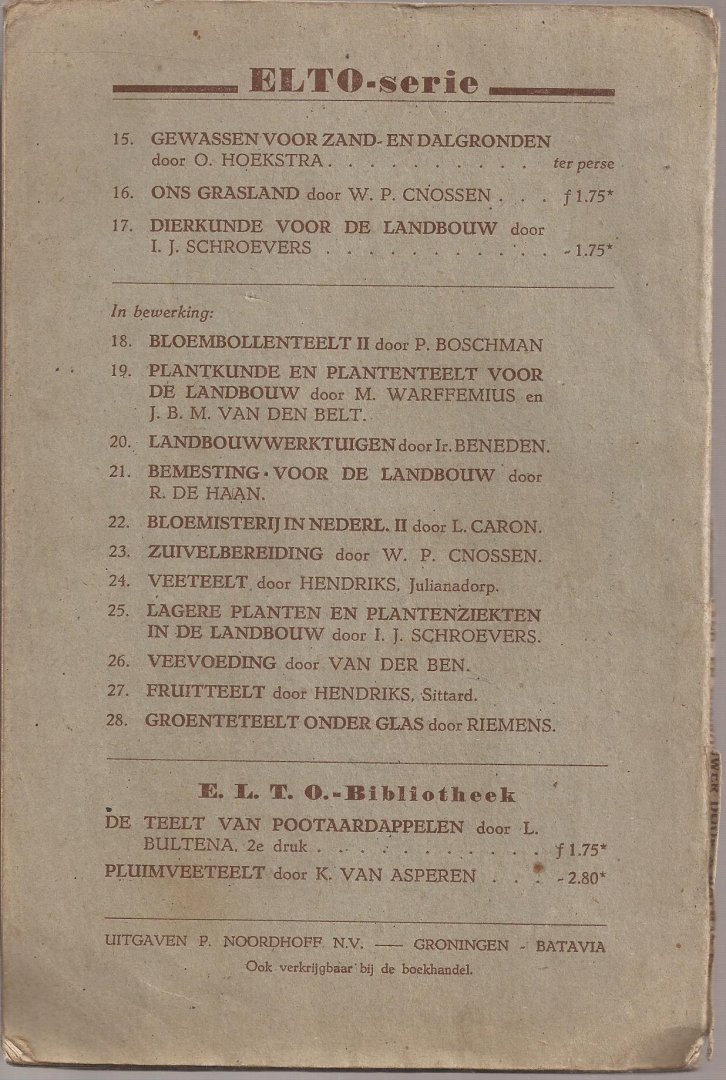 ELTO-serie
15. GEWASSEN VOOR ZAND- EN DALGRONDEN
door O. HOEKSTRA . . . . . . . . . . ter perse
16. ONS GRASLAND door W. P. CNOSSEN . . . f 1.75*
17. DIERKUNDE VOOR DE LANDBOUW door
I. J. SCHROEVERS . . . . . . . . . . . - 1.75*
In bewerking:
18. BLOEMBOLLENTEELT II door P. BOSCHMAN
19. PLANTKUNDE EN PLANTENTEELT VOOR
DE LANDBOUW door M. WARFFEMIUS en
J. B. M. VAN DEN BELT.
20. LANDBOUWWERKTUIGEN door Ir. BENEDEN.
21. BEMESTING VOOR DE LANDBOUW door
R. DE HAAN.
22. BLOEMISTERIJ IN NEDERL. II door L. CARON.
23. ZUIVELBEREIDING door W. P. CNOSSEN.
24. VEETEELT door HENDRIKS, Julianadorp.
25. LAGERE PLANTEN EN PLANTENZIEKTEN
IN DE LANDBOUW door I. J. SCHROEVERS.
26. VEEVOEDING door VAN DER BEN.
27. FRUITTEELT door HENDRIKS, Sittard.
28. GROENTETEELT ONDER GLAS door RIEMENS.
E. L. T. O.-Bibliotheek
DE TEELT VAN POOTAARDAPPELEN door L.
BULTENA, 2e druk . . . . . . . . . . . f 1.75*
PLUIMVEETEELT door K. VAN ASPEREN . . . - 2.80*
UITGAVEN P. NOORDHOFF N.V. — GRONINGEN - BATAVIA
Ook verkrijgbaar bij de boekhandel.